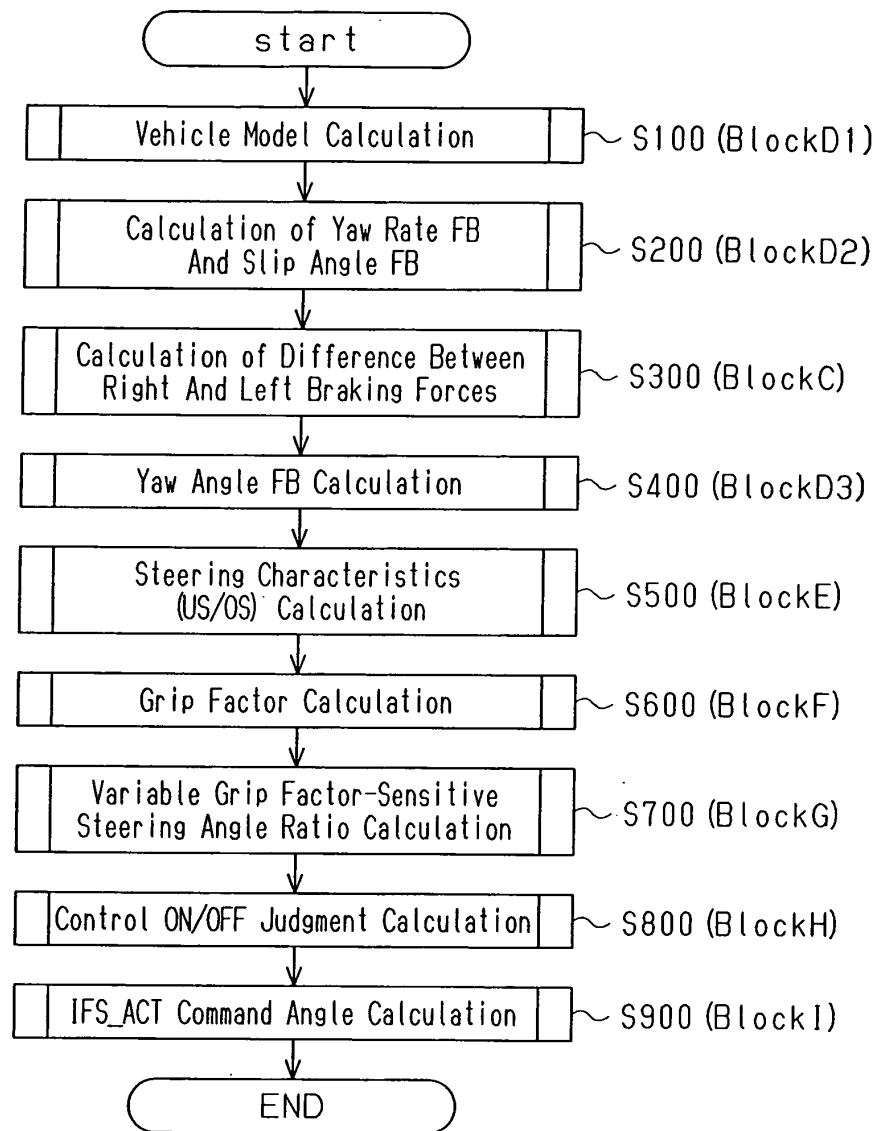 start
Vehicle Model Calculation
S100 (BlockD1)
Calculation of Yaw Rate FB
And Slip Angle FB
S200 (BlockD2)
Calculation of Difference Between
Right And Left Braking Forces
S300 (BlockC)
Yaw Angle FB Calculation
S400 (BlockD3)
Steering Characteristics
(US/OS) Calculation
S500 (BlockE)
Grip Factor Calculation
S600 (BlockF)
Variable Grip Factor-Sensitive
Steering Angle Ratio Calculation
S700 (BlockG)
Control ON/OFF Judgment Calculation
S800 (BlockH)
IFS_ACT Command Angle Calculation
S900 (BlockI)
END